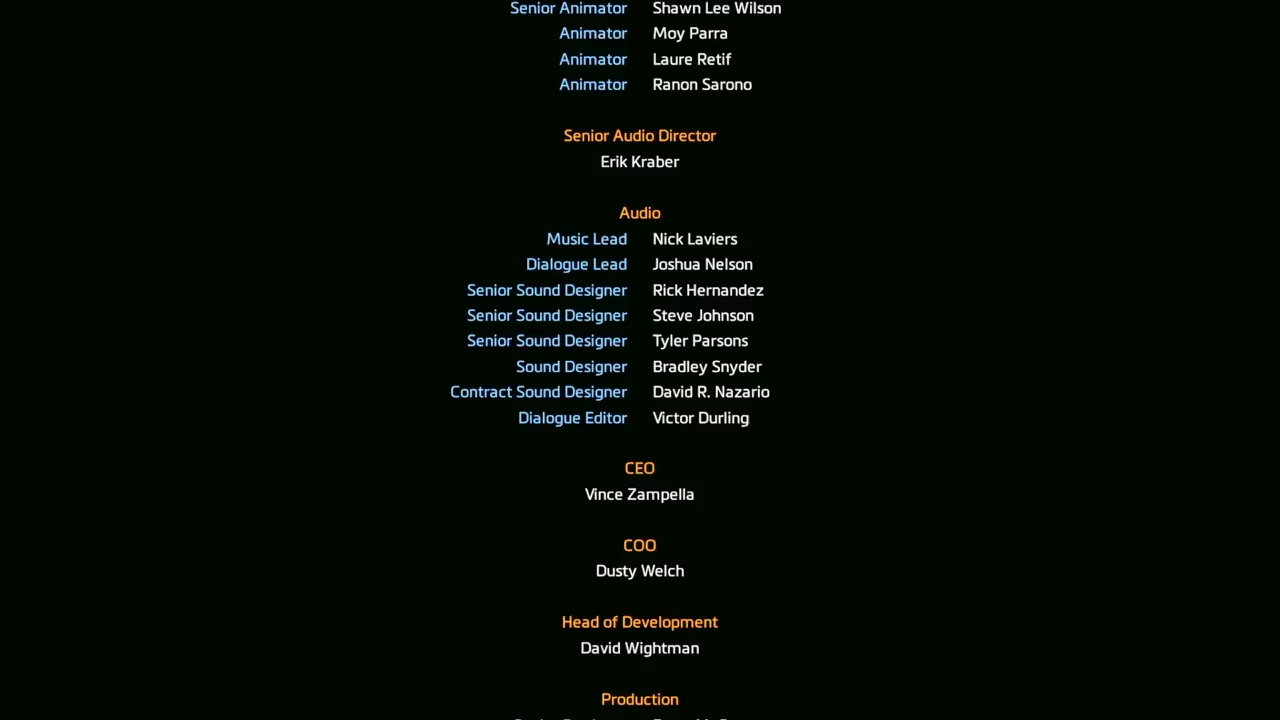 Senior Animator Shawn Lee Wilson
Animator Moy Parra
Animator Laure Retif
Animator Ranon Sarono
Senior Audio Director
Erik Kraber
Audio
Music Lead Nick Laviers
Dialogue Lead Joshua Nelson
Senior Sound Designer Rick Hernandez
Senior Sound Designer Steve Johnson
Senior Sound Designer Tyler Parsons
Sound Designer Bradley Snyder
Contract Sound Designer David R. Nazario
Dialogue Editor Victor Durling
CEO
Vince Zampella
COO
Dusty Welch
Head of Development
David Wightman
Production